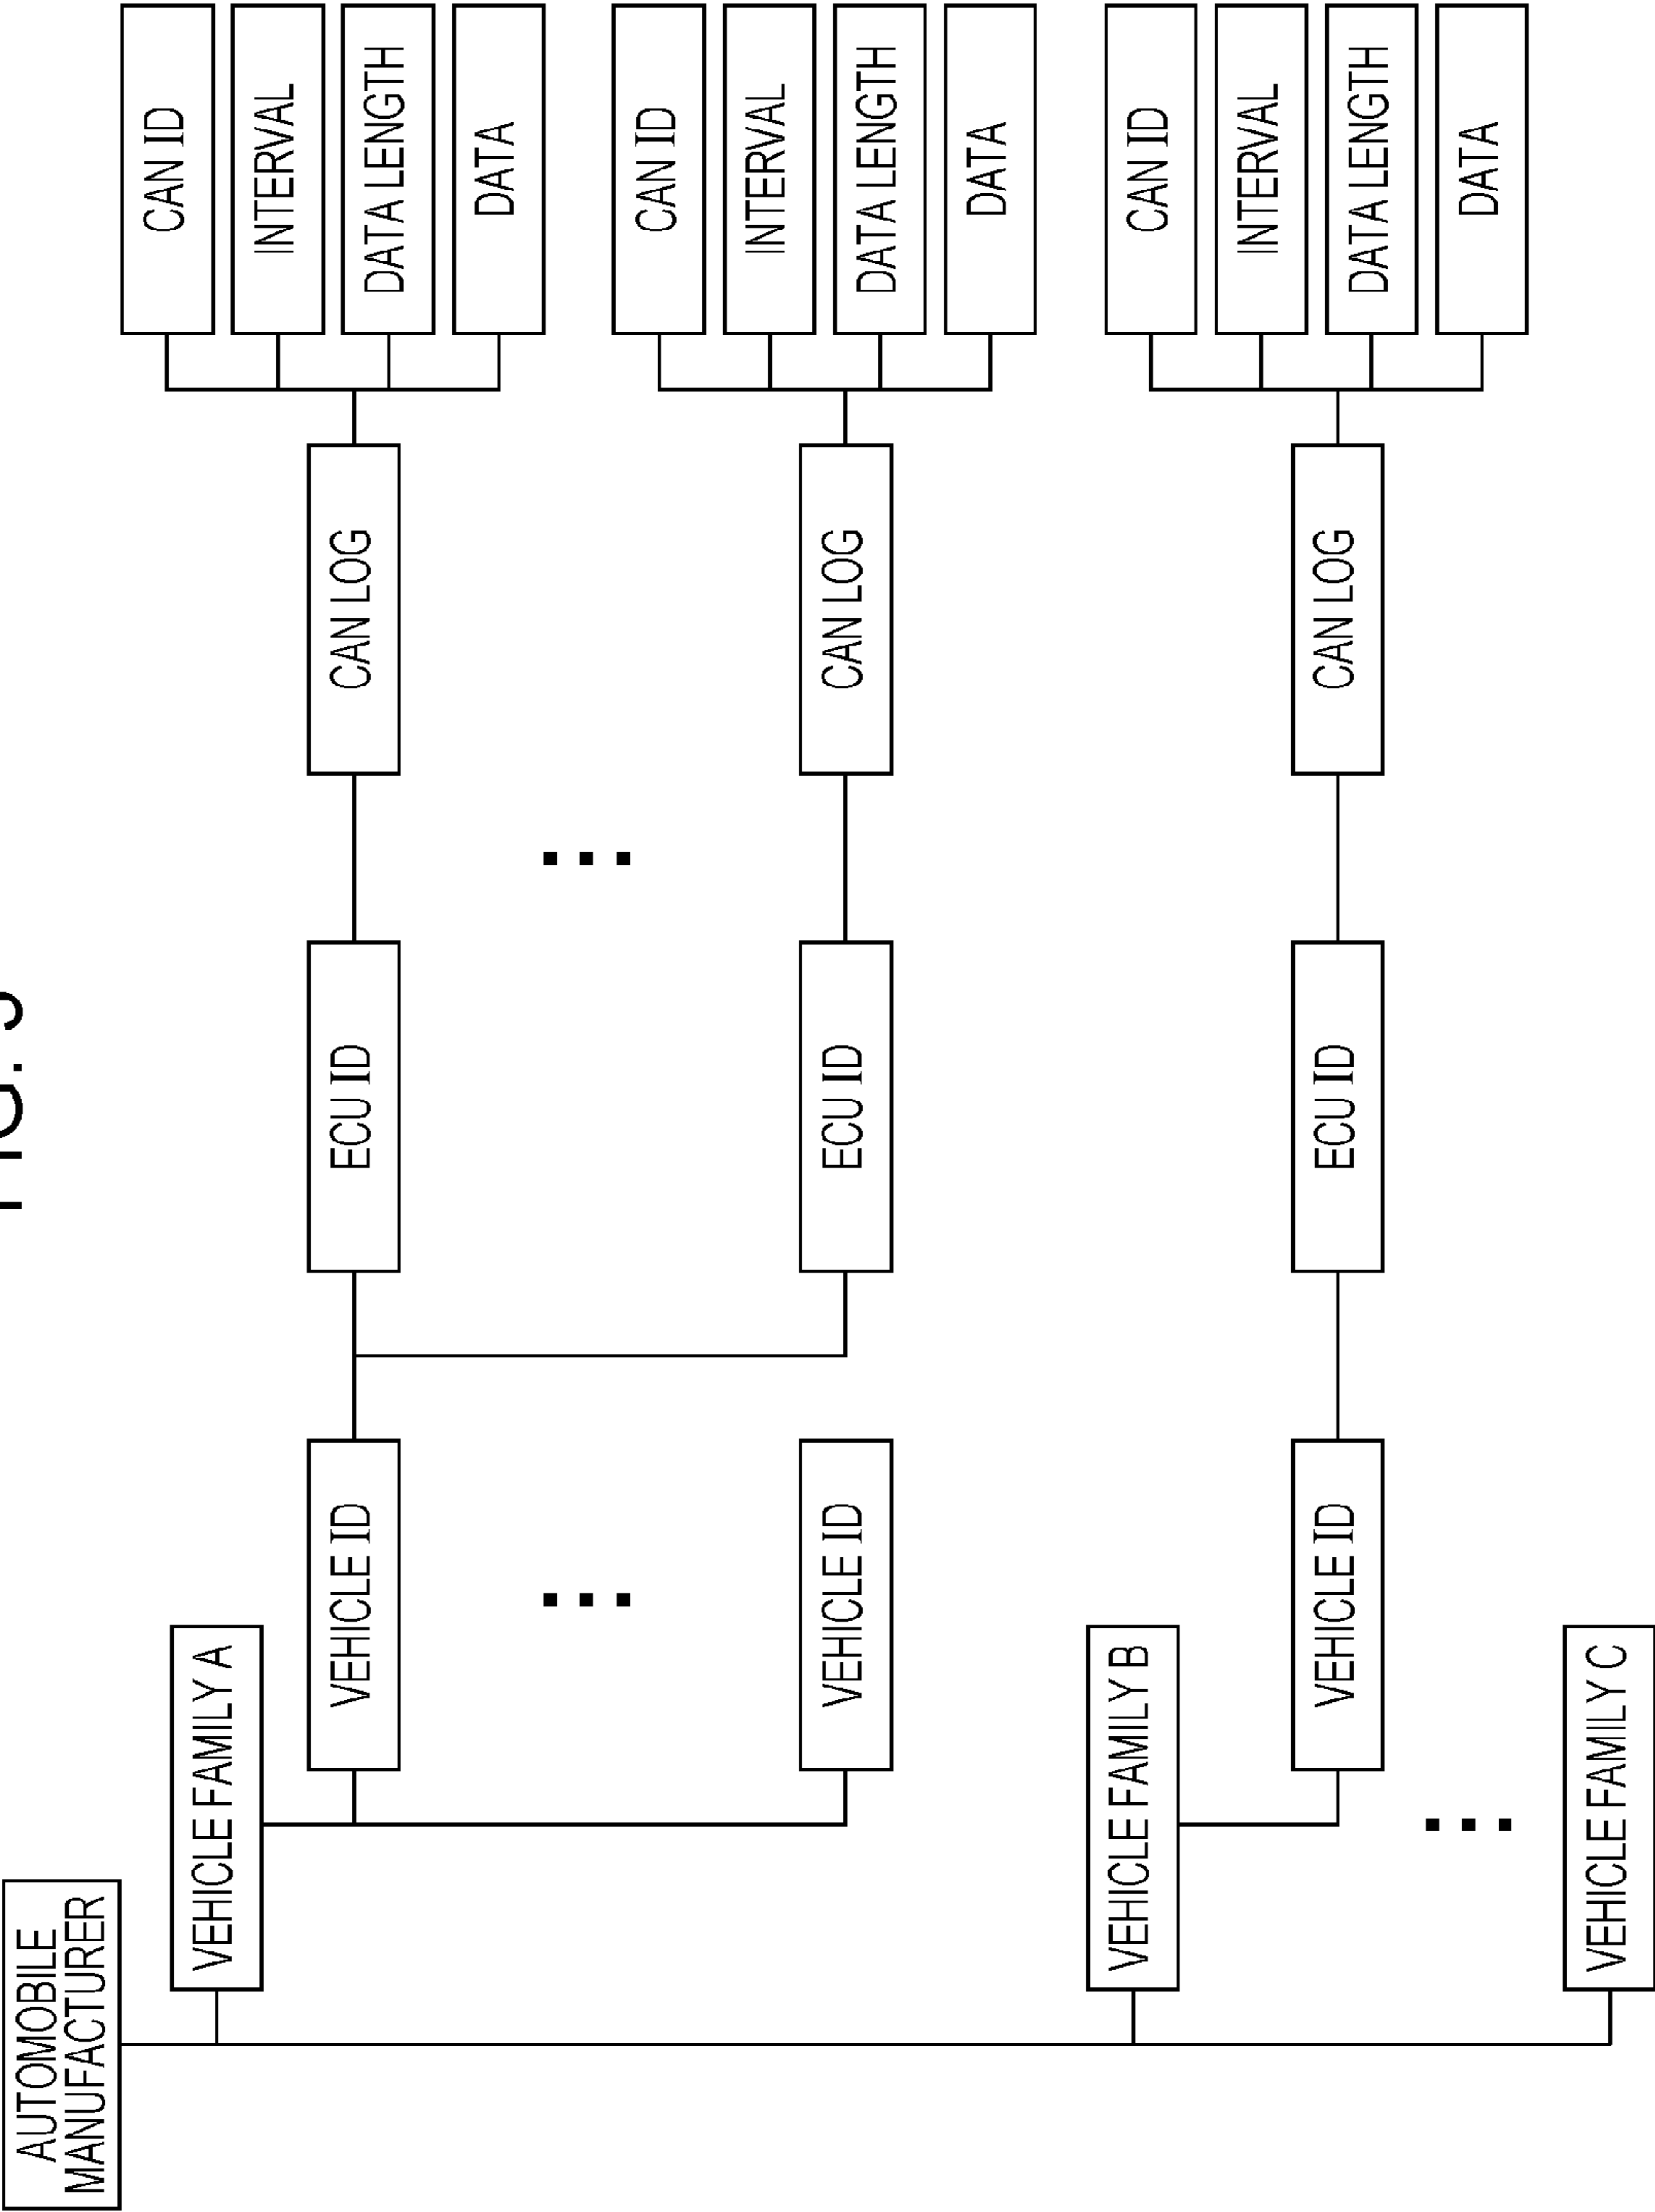 FIG.
AUTOMOBILE
MANUFACTURER
VEHICLE FAMILY A
VEHICLE ID
ECU ID
CAN LOG
CAN ID
INTERVAL
DATA LENGTH
DATA
VEHICLE ID
ECU ID
CAN LOG
CAN ID
INTERVAL
DATA LENGTH
DATA
VEHICLE FAMILY B
VEHICLE ID
ECU ID
CAN LOG
CAN ID
INTERVAL
DATA LENGTH
DATA
VEHICLE FAMILY C